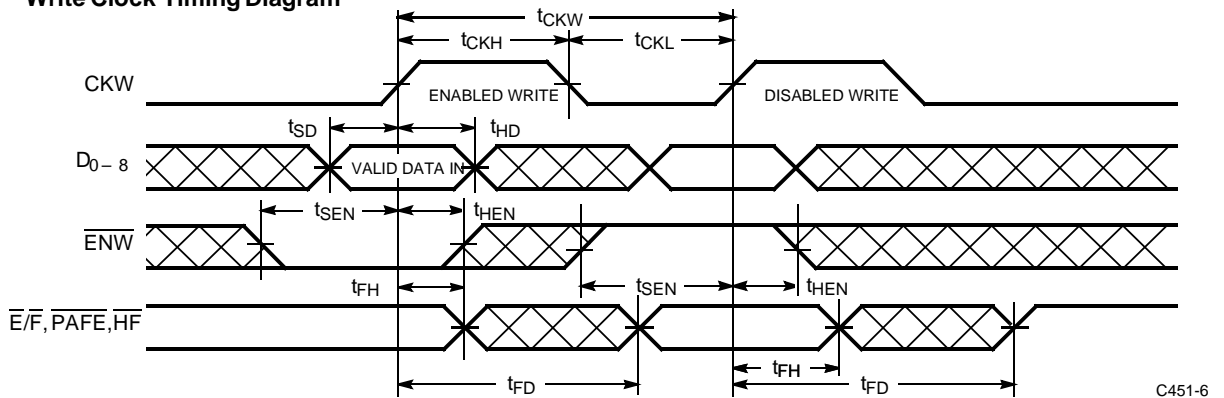 Write Clock Timing Diagram
tCKW
tCKH
tCKL
CKW
ENABLED WRITE
DISABLED WRITE
tSD
tHD
D0 – 8
VALID DATA IN
tSEN
tHEN
ENW
tFH
tSEN
tHEN
E/F,PAFE,HF
tFH
tFD
tFD
C451-6